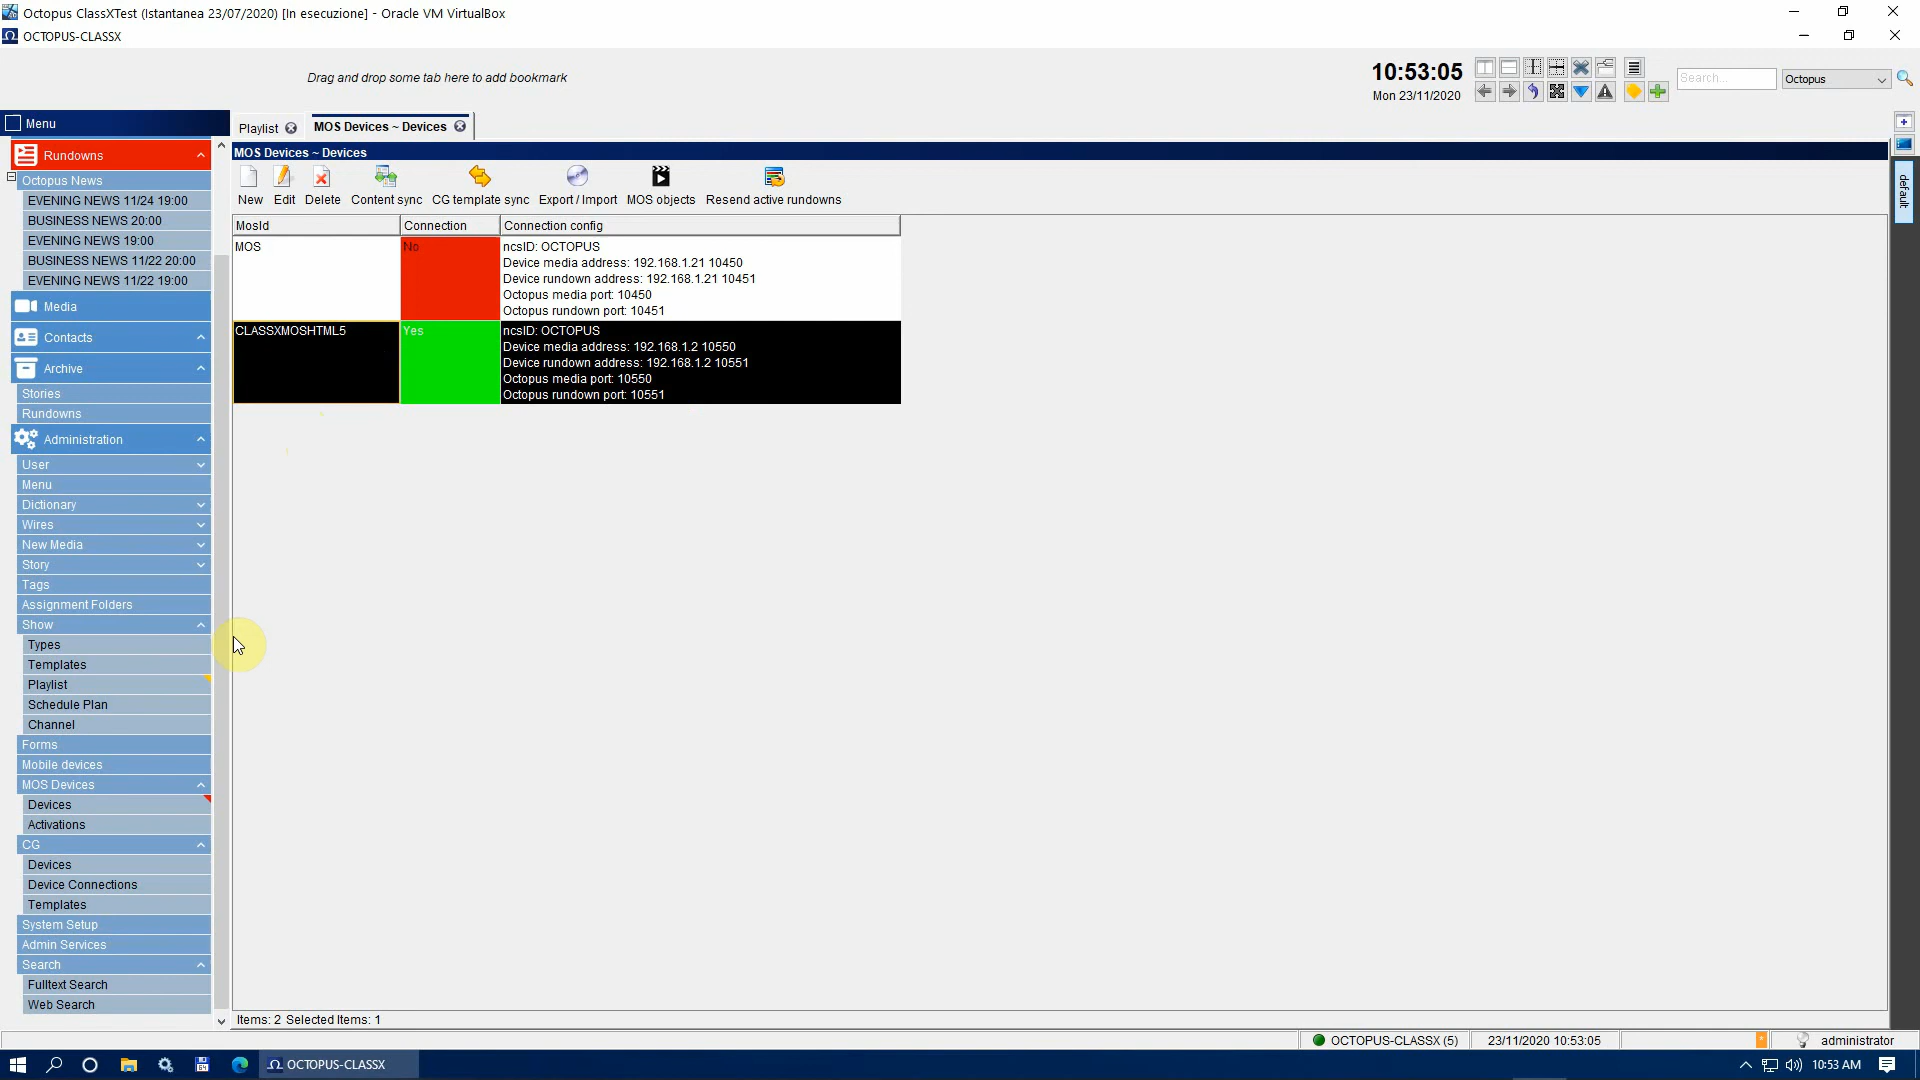 Octopus ClassXTest (Istantanea 23/07/2020) [In esecuzione] - Oracle VM VirtualBox
OCTOPUS-CLASSX
Drag and drop some tab here to add bookmark
10:53:05
Mon 23/11/2020
Search...
Octopus
Menu
Playlist
MOS Devices ~ Devices
default
Rundowns
Octopus News
EVENING NEWS 11/24 19:00
BUSINESS NEWS 20:00
EVENING NEWS 19:00
BUSINESS NEWS 11/22 20:00
EVENING NEWS 11/22 19:00
Media
Contacts
Archive
Stories
Rundowns
Administration
User
Menu
Dictionary
Wires
New Media
Story
Tags
Assignment Folders
Show
Types
Templates
Playlist
Schedule Plan
Channel
Forms
Mobile devices
MOS Devices
Devices
Activations
CG
Devices
Device Connections
Templates
System Setup
Admin Services
Search
Fulltext Search
Web Search
MOS Devices ~ Devices
New Edit Delete Content sync CG template sync Export / Import MOS objects Resend active rundowns
MosId Connection Connection config
MOS No ncsID: OCTOPUS
Device media address: 192.168.1.21 10450
Device rundown address: 192.168.1.21 10451
Octopus media port: 10450
Octopus rundown port: 10451
CLASSXMOSHTML5 Yes ncsID: OCTOPUS
Device media address: 192.168.1.2 10550
Device rundown address: 192.168.1.2 10551
Octopus media port: 10550
Octopus rundown port: 10551
Items: 2 Selected Items: 1
OCTOPUS-CLASSX (5) 23/11/2020 10:53:05 administrator
OCTOPUS-CLASSX
10:53 AM